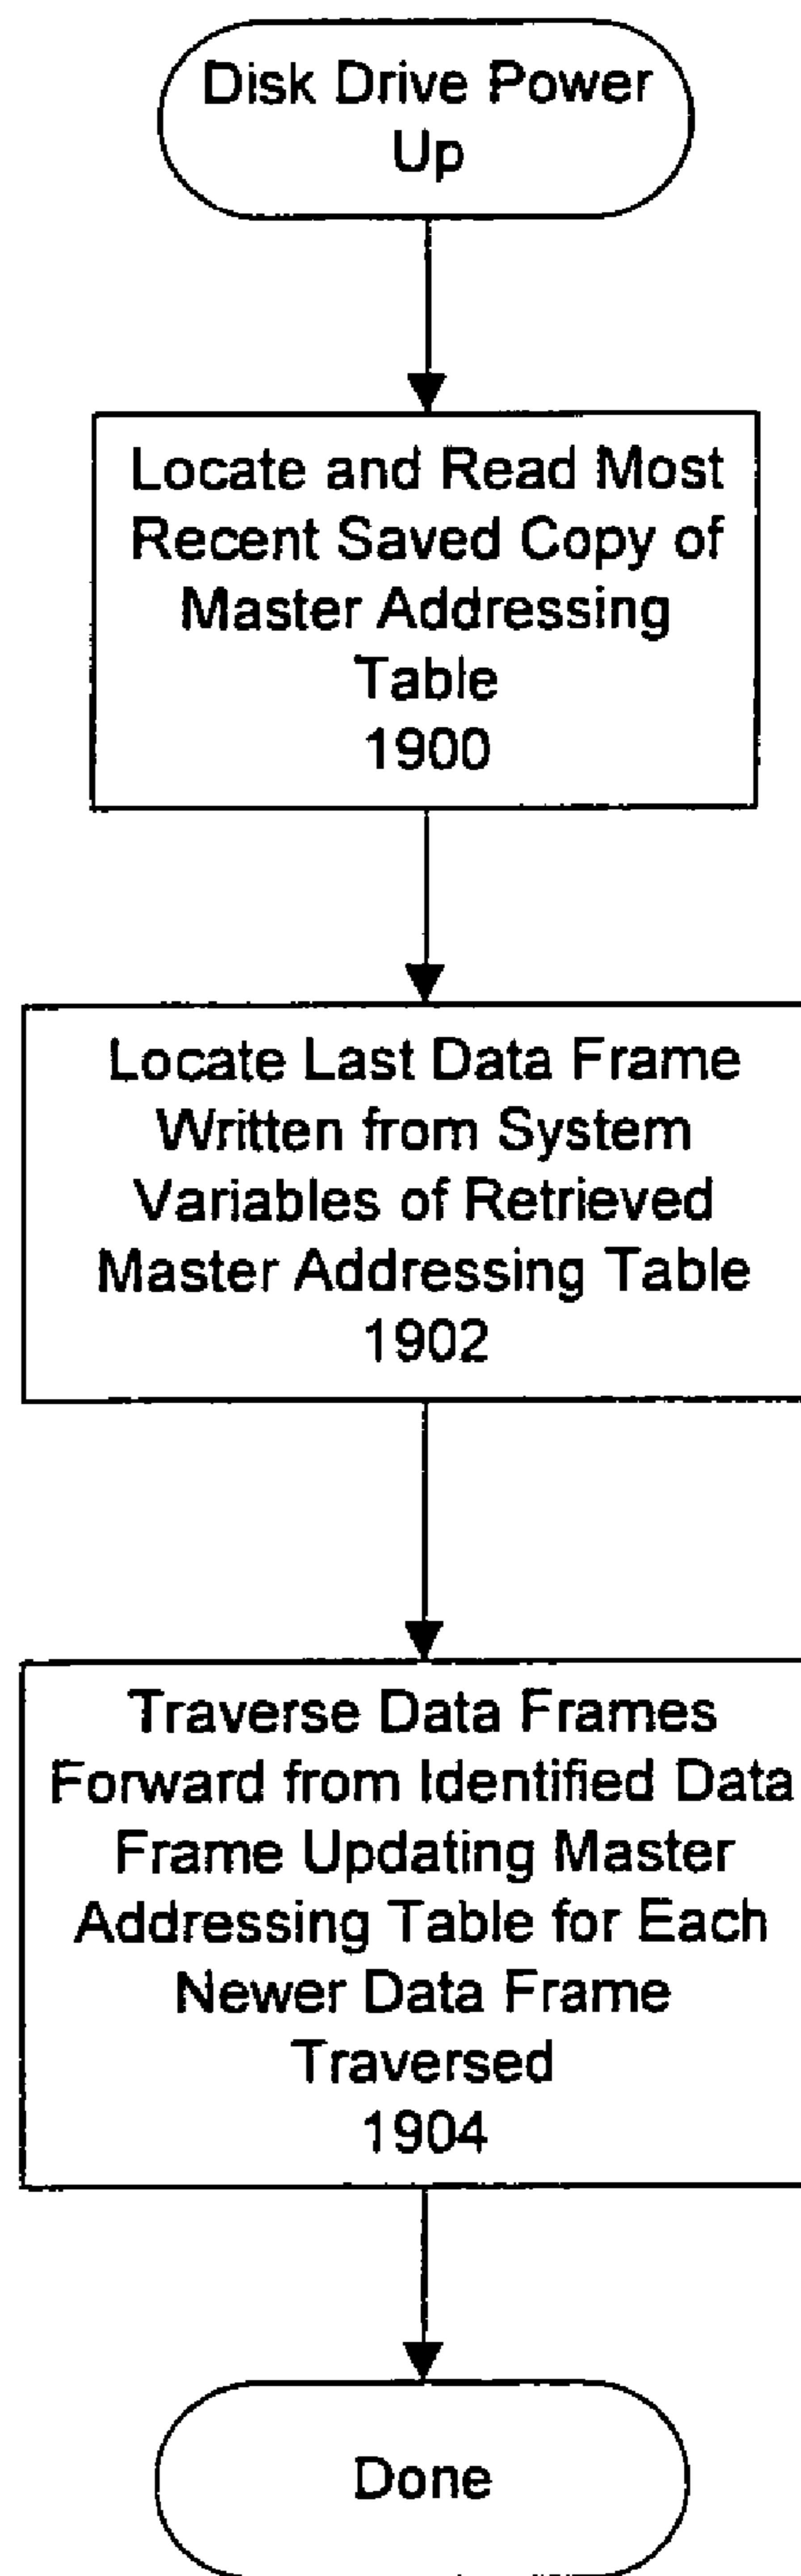 Disk Drive Power
Up
Locate and Read Most
Recent Saved Copy of
Master Addressing
Table
1900
Locate Last Data Frame
Written from System
Variables of Retrieved
Master Addressing Table
1902
Traverse Data Frames
Forward from Identified Data
Frame Updating Master
Addressing Table for Each
Newer Data Frame
Traversed
1904
Done